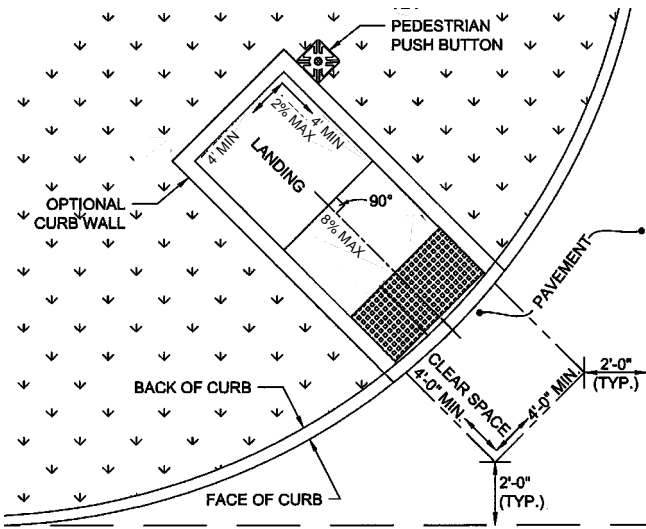 PEDESTRIAN
PUSH BUTTON
4' MIN
2% MAX
4' MIN
LANDING
OPTIONAL
CURB WALL
90°
8% MAX
PAVEMENT
CLEAR SPACE
4'-0" MIN.
4'-0" MIN.
2'-0"
(TYP.)
BACK OF CURB
FACE OF CURB
2'-0"
(TYP.)